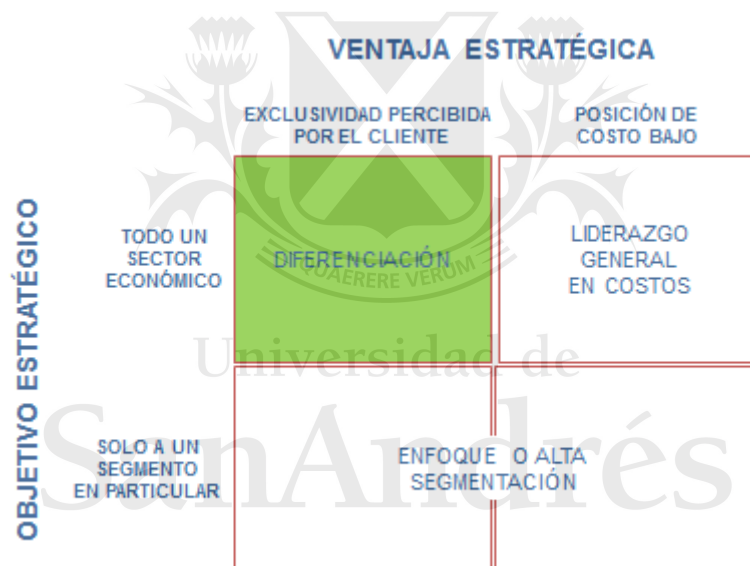 VENTAJA ESTRATÉGICA
EXCLUSIVIDAD PERCIBIDA
POR EL CLIENTE
POSICIÓN DE
COSTO BAJO
OBJETIVO ESTRATÉGICO
TODO UN
SECTOR
ECONÓMICO
DIFERENCIACIÓN
LIDERAZGO
GENERAL
EN COSTOS
QUAERERE VERUM
Universidad de
SanAndrés
SOLO A UN
SEGMENTO
EN PARTICULAR
ENFOQUE O ALTA
SEGMENTACIÓN